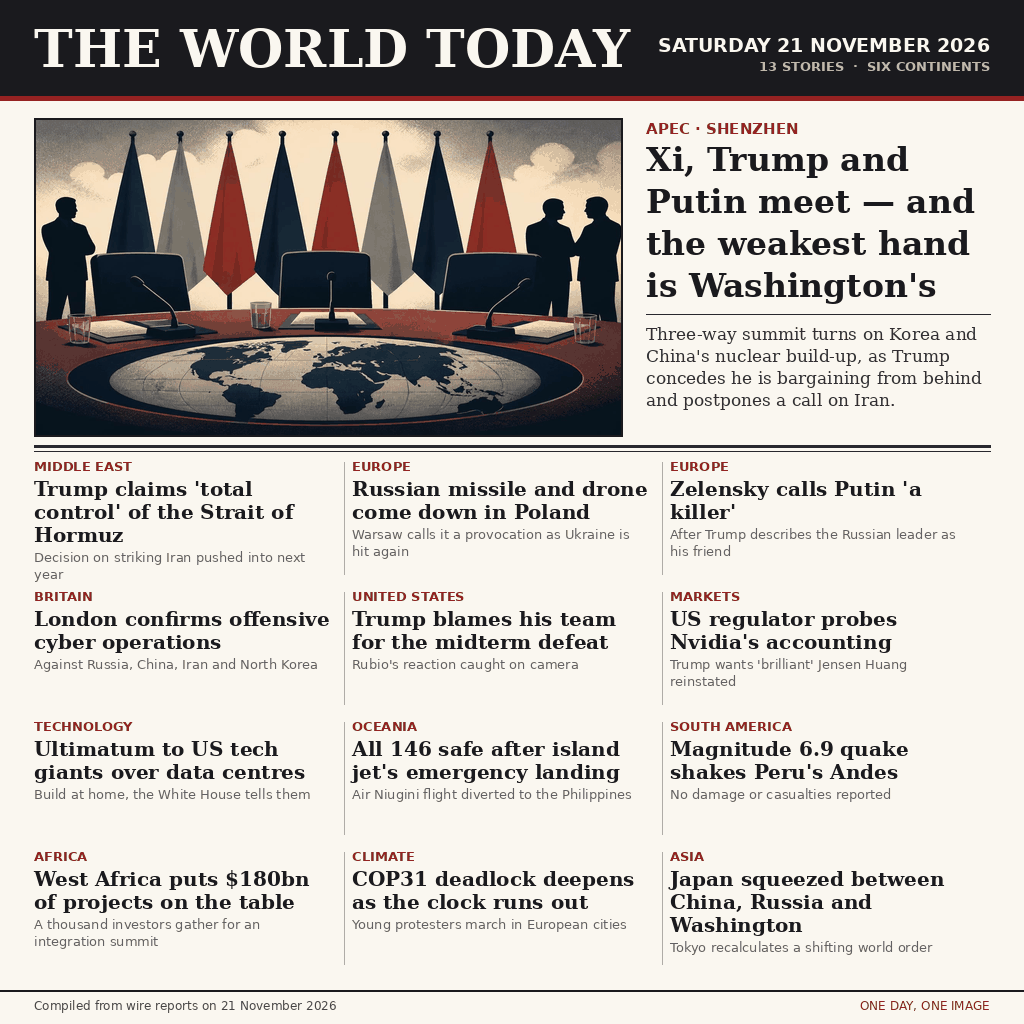 THE WORLD TODAY
SATURDAY 21 NOVEMBER 2026
13 STORIES · SIX CONTINENTS
APEC · SHENZHEN
Xi, Trump and
Putin meet — and
the weakest hand
is Washington's
Three-way summit turns on Korea and
China's nuclear build-up, as Trump
concedes he is bargaining from behind
and postpones a call on Iran.
MIDDLE EAST
Trump claims 'total
control' of the Strait of
Hormuz
Decision on striking Iran pushed into next
year
EUROPE
Russian missile and drone
come down in Poland
Warsaw calls it a provocation as Ukraine is
hit again
EUROPE
Zelensky calls Putin 'a
killer'
After Trump describes the Russian leader as
his friend
BRITAIN
London confirms offensive
cyber operations
Against Russia, China, Iran and North Korea
UNITED STATES
Trump blames his team
for the midterm defeat
Rubio's reaction caught on camera
MARKETS
US regulator probes
Nvidia's accounting
Trump wants 'brilliant' Jensen Huang
reinstated
TECHNOLOGY
Ultimatum to US tech
giants over data centres
Build at home, the White House tells them
OCEANIA
All 146 safe after island
jet's emergency landing
Air Niugini flight diverted to the Philippines
SOUTH AMERICA
Magnitude 6.9 quake
shakes Peru's Andes
No damage or casualties reported
AFRICA
West Africa puts $180bn
of projects on the table
A thousand investors gather for an
integration summit
CLIMATE
COP31 deadlock deepens
as the clock runs out
Young protesters march in European cities
ASIA
Japan squeezed between
China, Russia and
Washington
Tokyo recalculates a shifting world order
Compiled from wire reports on 21 November 2026
ONE DAY, ONE IMAGE